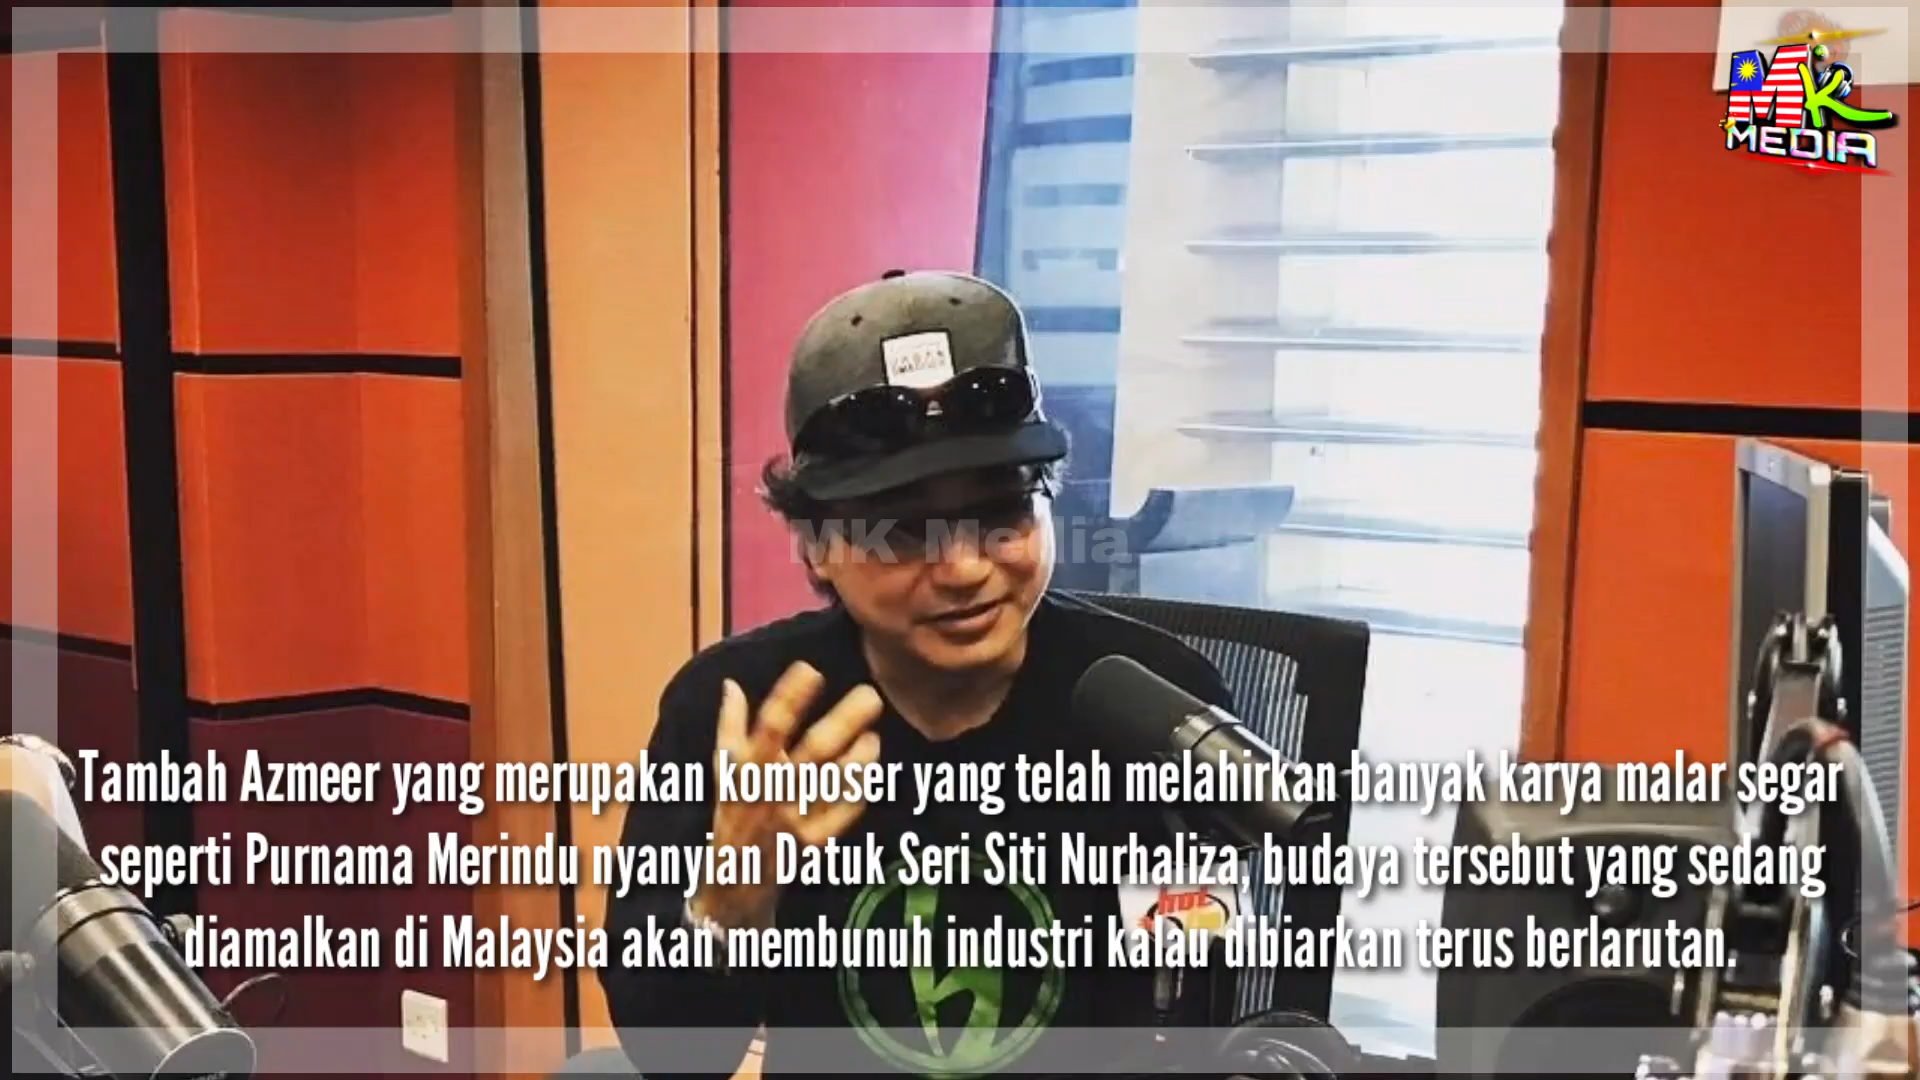 MK
MEDIA
MK Media
Tambah Azmeer yang merupakan komposer yang telah melahirkan banyak karya malar segar
seperti Purnama Merindu nyanyian Datuk Seri Siti Nurhaliza, budaya tersebut yang sedang
diamalkan di Malaysia akan membunuh industri kalau dibiarkan terus berlarutan.
hot